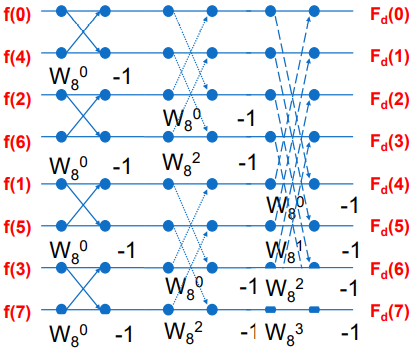 f(0) F_d(0)
f(4) F_d(1)
W_8^0 -1
f(2) F_d(2)
W_8^0 -1
f(6) F_d(3)
W_8^0 -1 W_8^2 -1
f(1) F_d(4)
W_8^0 -1
f(5) F_d(5)
W_8^0 -1 W_8^1 -1
f(3) F_d(6)
W_8^0 -1 W_8^2 -1
f(7) F_d(7)
W_8^0 -1 W_8^2 -1 W_8^3 -1